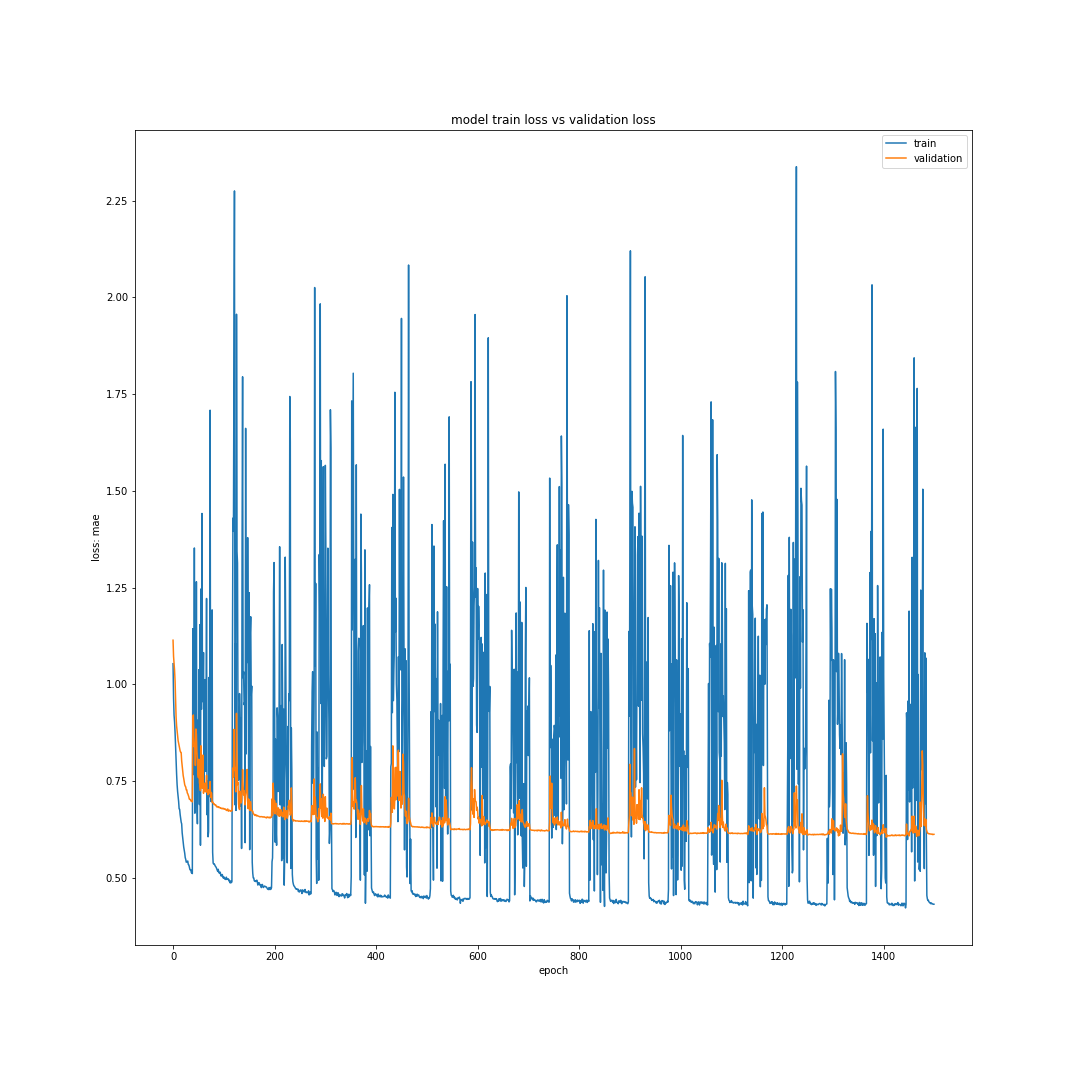 model train loss vs validation loss
train
validation
2.25
2.00
1.75
1.50
1.25
1.00
0.75
0.50
loss: mae
0 200 400 600 800 1000 1200 1400
epoch